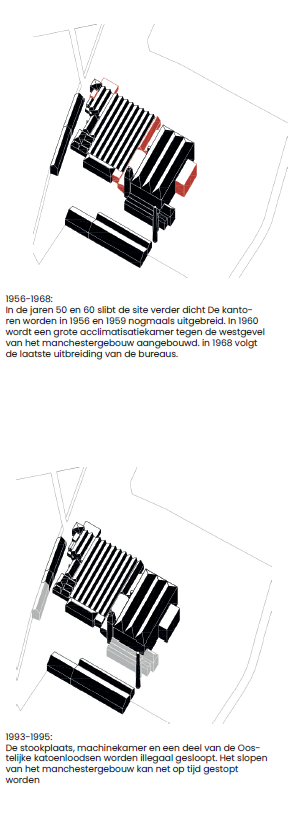 1956-1968:
In de jaren 50 en 60 slibt de site verder dicht De kanto-
ren worden in 1956 en 1959 nogmaals uitgebreid. In 1960
wordt een grote acclimatisatiekamer tegen de westgevel
van het manchestergebouw aangebouwd. in 1968 volgt
de laatste uitbreiding van de bureaus.
1993-1995:
De stookplaats, machinekamer en een deel van de Oos-
telijke katoenloodsen worden illegaal gesloopt. Het slopen
van het manchestergebouw kan net op tijd gestopt
worden